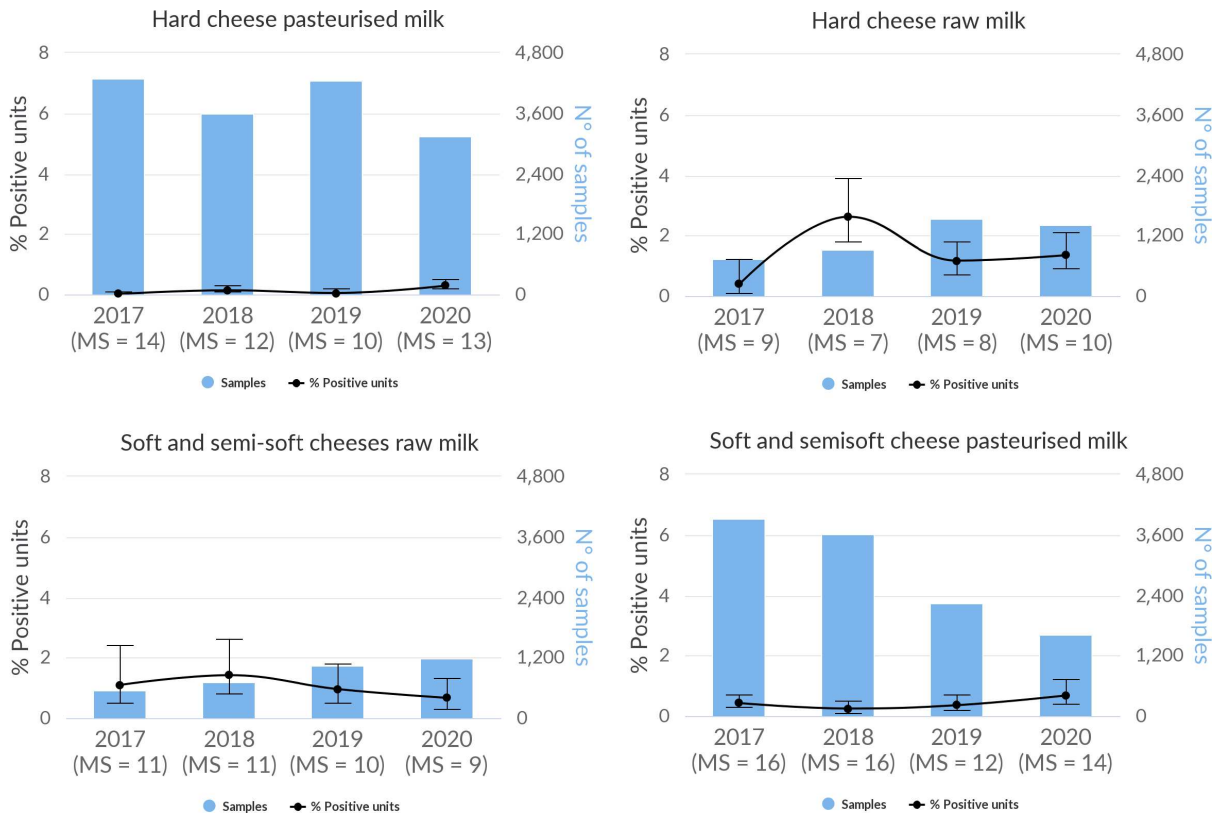 Hard cheese pasteurised milk
% Positive units
8
6
4
2
0
4,800
3,600
2,400
1,200
0
N° of samples
2017 2018 2019 2020
(MS = 14) (MS = 12) (MS = 10) (MS = 13)
Samples % Positive units
Hard cheese raw milk
% Positive units
8
6
4
2
0
4,800
3,600
2,400
1,200
0
N° of samples
2017 2018 2019 2020
(MS = 9) (MS = 7) (MS = 8) (MS = 10)
Samples % Positive units
Soft and semi-soft cheeses raw milk
% Positive units
8
6
4
2
0
4,800
3,600
2,400
1,200
0
N° of samples
2017 2018 2019 2020
(MS = 11) (MS = 11) (MS = 10) (MS = 9)
Samples % Positive units
Soft and semisoft cheese pasteurised milk
% Positive units
8
6
4
2
0
4,800
3,600
2,400
1,200
0
N° of samples
2017 2018 2019 2020
(MS = 16) (MS = 16) (MS = 12) (MS = 14)
Samples % Positive units